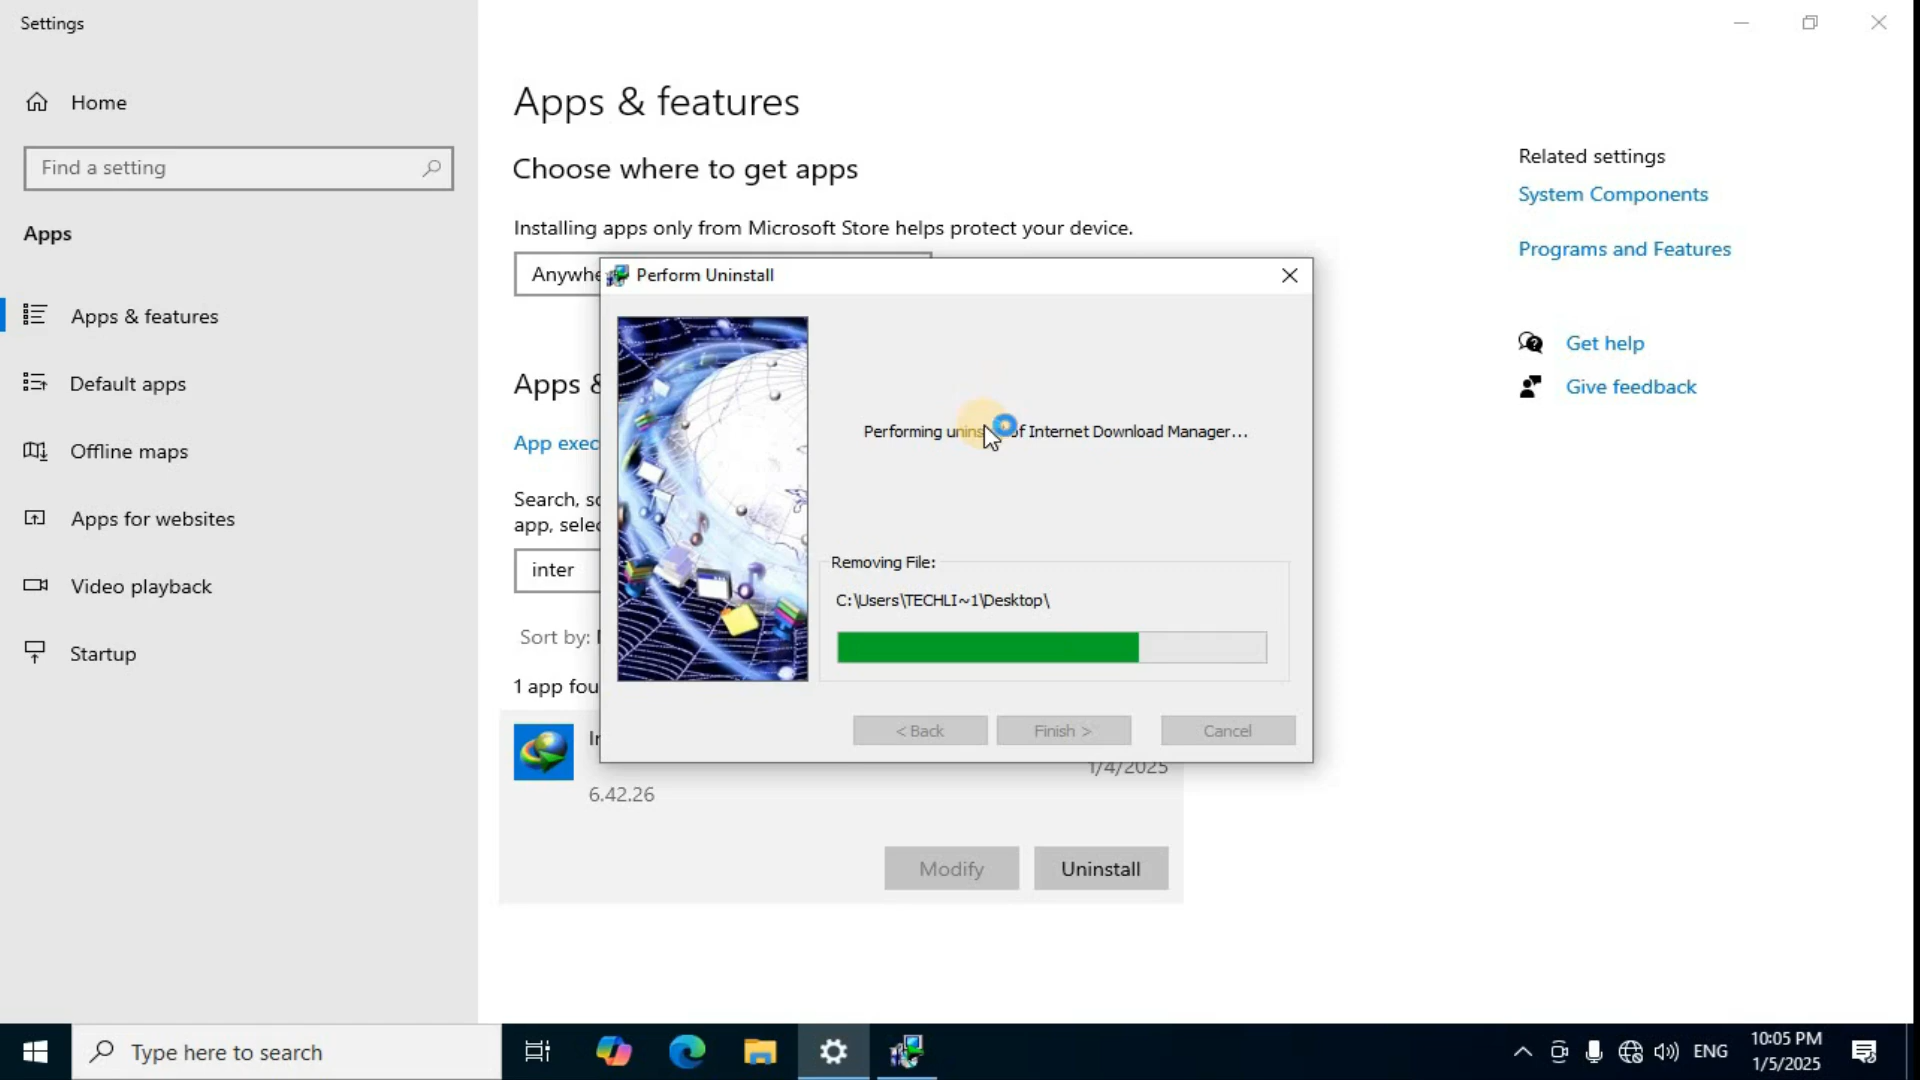 Settings
Home
Find a setting
Apps
Apps & features
Default apps
Offline maps
Apps for websites
Video playback
Startup
Apps & features
Choose where to get apps
Installing apps only from Microsoft Store helps protect your device.
Anywhe
Apps &
App exec
Search, so
app, selec
inter
Sort by:
1 app fou
6.42.26
1/4/2025
Modify
Uninstall
Perform Uninstall
Performing unins of Internet Download Manager...
Removing File:
C:\Users\TECHLI~1\Desktop\
< Back
Finish >
Cancel
Related settings
System Components
Programs and Features
Get help
Give feedback
Type here to search
ENG
10:05 PM
1/5/2025